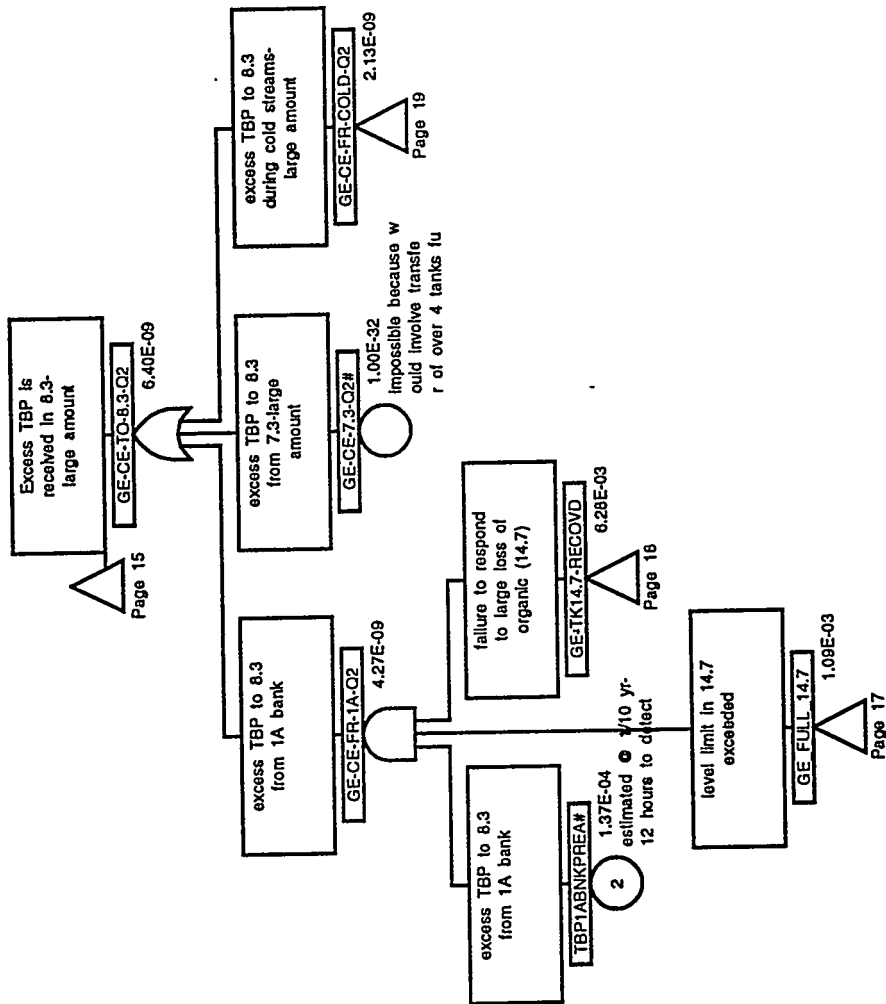 Excess TBP is
received in 8.3-
large amount
GE-CE-TO-8.3-Q2
6.40E-09
Page 15
excess TBP to 8.3
from 1A bank
GE-CE-FR-1A-Q2
4.27E-09
excess TBP to 8.3
from 7.3-large
amount
GE-CE-7.3-Q2#
1.00E-32
impossible because w
ould involve transfe
r of over 4 tanks fu
excess TBP to 8.3
during cold streams-
large amount
GE-CE-FR-COLD-Q2
2.13E-09
Page 19
excess TBP to 8.3
from 1A bank
TBP1ABNKPREA#
2
1.37E-04
estimated @ 1/10 yr-
12 hours to detect
level limit in 14.7
exceeded
GE_FULL_14.7
1.09E-03
Page 17
failure to respond
to large loss of
organic (14.7)
GE-TK14.7-RECOVD
6.28E-03